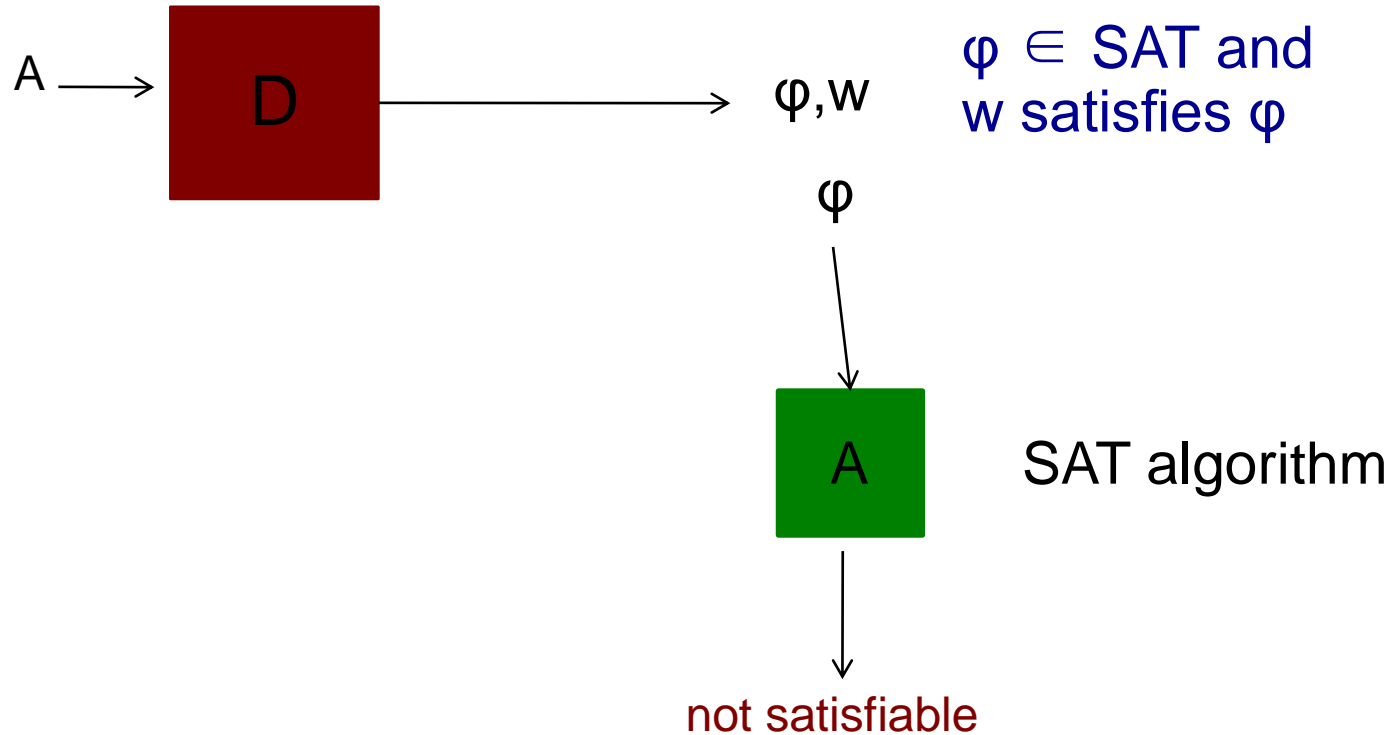 A
D
φ,w
φ ∈ SAT and
w satisfies φ
φ
A
SAT algorithm
not satisfiable